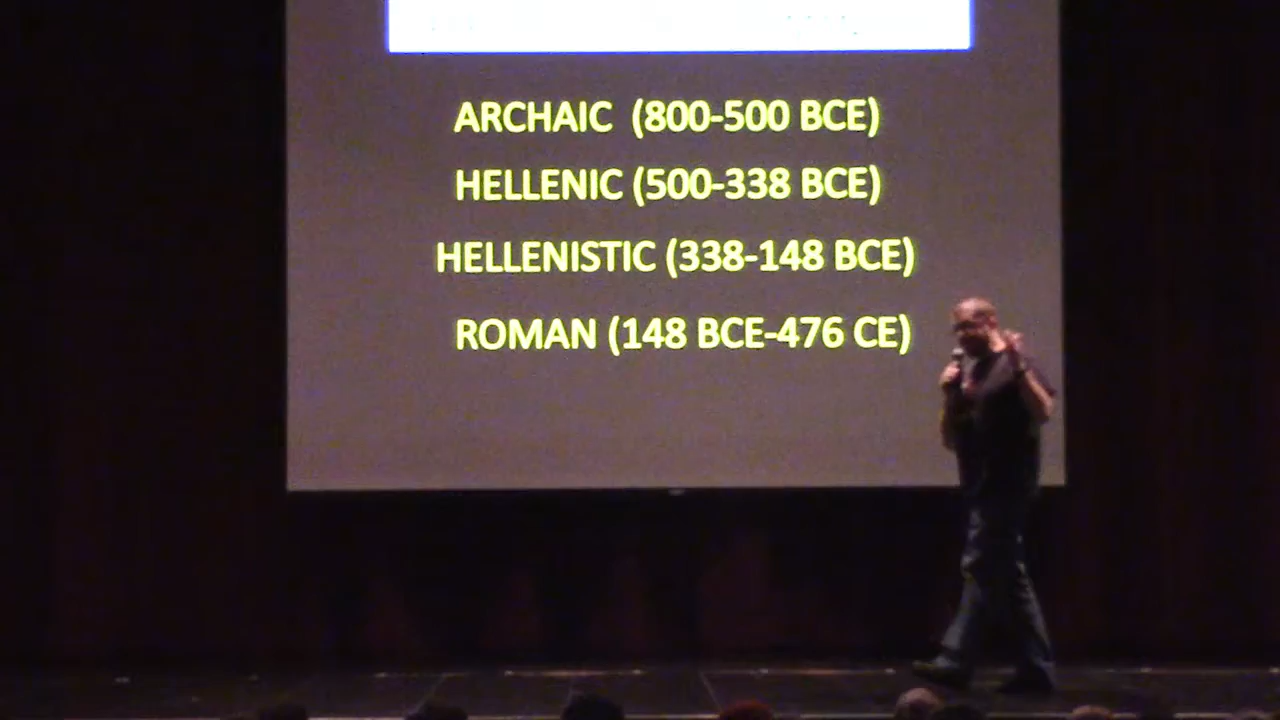 ARCHAIC (800-500 BCE)
HELLENIC (500-338 BCE)
HELLENISTIC (338-148 BCE)
ROMAN (148 BCE-476 CE)